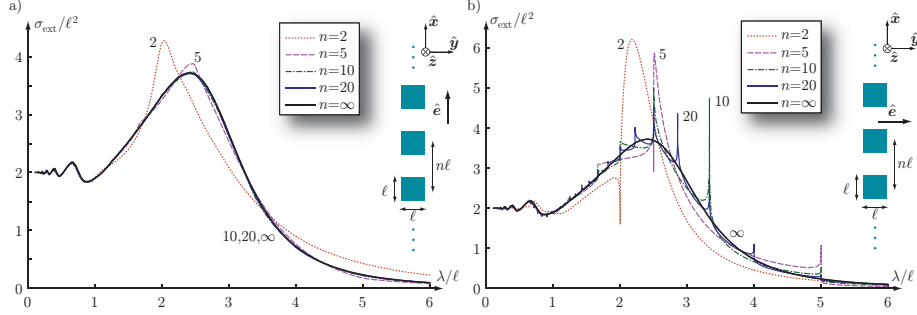 a)
σ_ext/ℓ²
4
3
2
1
0
0
1
2
3
4
5
6
λ/ℓ
2
5
10,20,∞
n=2
n=5
n=10
n=20
n=∞
x̂
ŷ
ẑ
ê
nℓ
ℓ
ℓ
b)
σ_ext/ℓ²
6
5
4
3
2
1
0
0
1
2
3
4
5
6
λ/ℓ
2
5
20
10
∞
n=2
n=5
n=10
n=20
n=∞
x̂
ŷ
ẑ
ê
nℓ
ℓ
ℓ